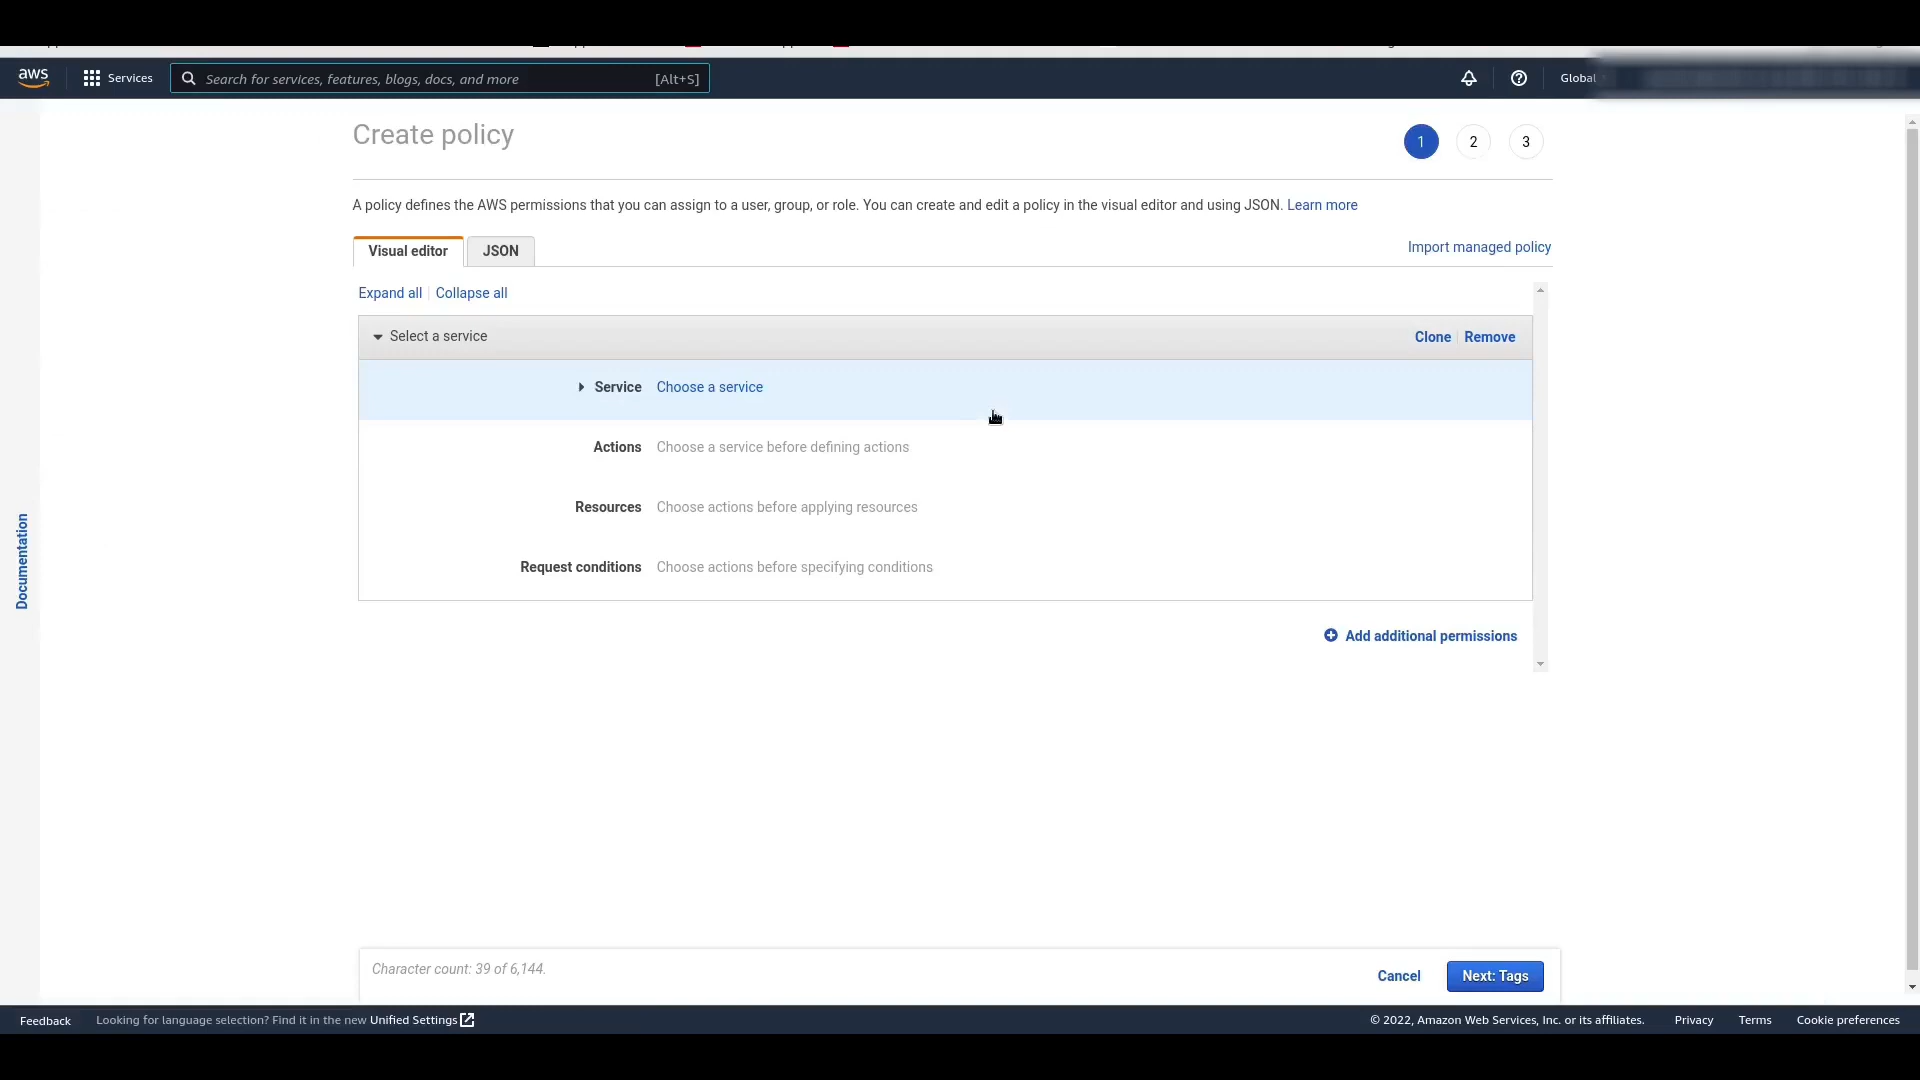 aws
Services
Search for services, features, blogs, docs, and more
[Alt+S]
Global
Create policy
1
2
3
A policy defines the AWS permissions that you can assign to a user, group, or role. You can create and edit a policy in the visual editor and using JSON. Learn more
Visual editor
JSON
Import managed policy
Expand all
Collapse all
Select a service
Clone
Remove
Service
Choose a service
Actions
Choose a service before defining actions
Resources
Choose actions before applying resources
Request conditions
Choose actions before specifying conditions
Documentation
Add additional permissions
Character count: 39 of 6,144.
Cancel
Next: Tags
Feedback
Looking for language selection? Find it in the new Unified Settings
© 2022, Amazon Web Services, Inc. or its affiliates.
Privacy
Terms
Cookie preferences